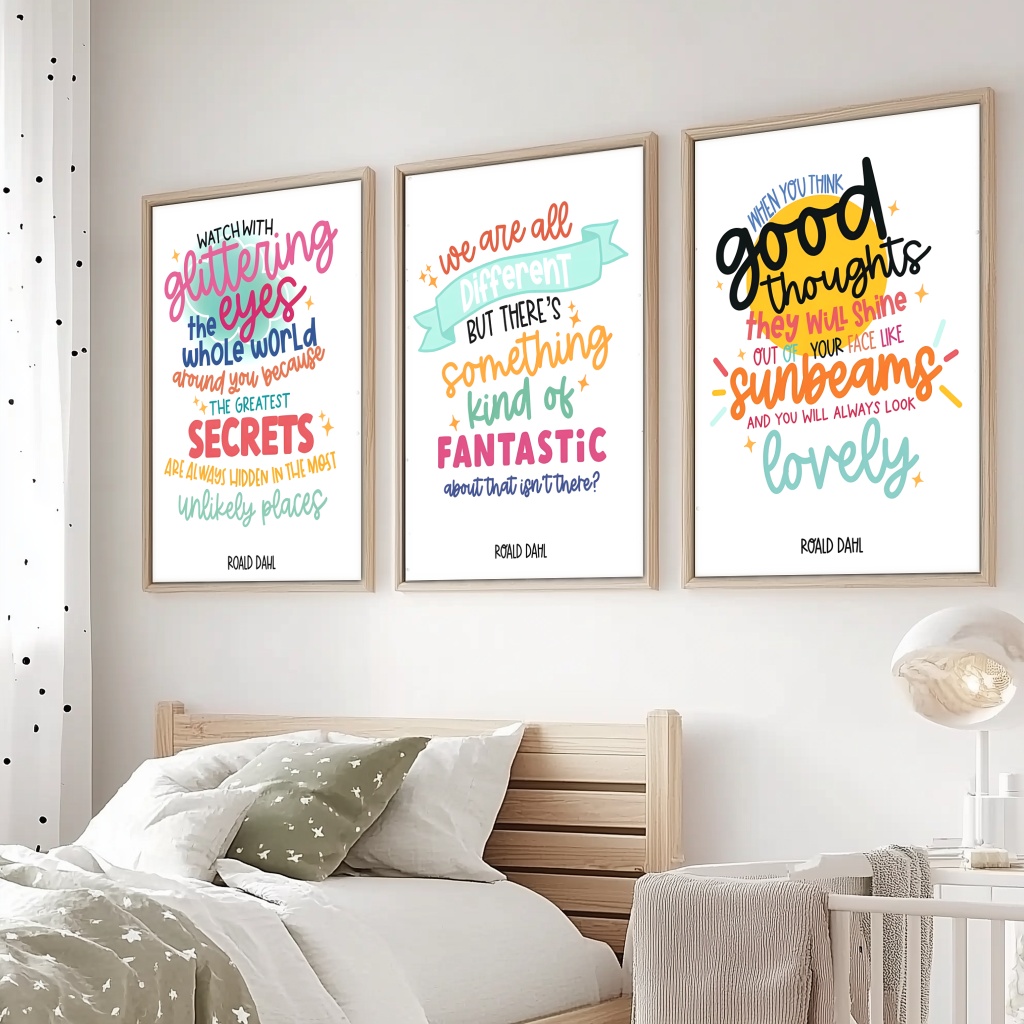 WATCH WITH
glittering
eyes
the
whole world
around you because
THE GREATEST
SECRETS
ARE ALWAYS HIDDEN IN THE MOST
unlikely places
ROALD DAHL
we are all
Different
BUT THERE'S
something
kind of
FANTASTiC
about that isn't there?
ROALD DAHL
WHEN YOU THINK
good
thoughts
they WiLL Shine
OUT OF YOUR FACE LIKE
sunbeams
AND YOU WILL ALWAYS LOOK
lovely
ROALD DAHL